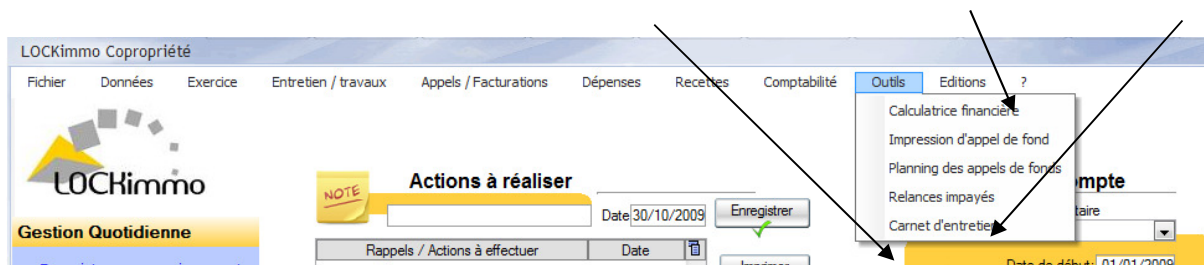 LOCKimmo Copropriété
Fichier Données Exercice Entretien / travaux Appels / Facturations Dépenses Recettes Comptabilité Outils Editions ?
Calculatrice financière
Impression d'appel de fond
Planning des appels de fonds
Relances impayés
Carnet d'entretien
LOCKimmo
NOTE
Actions à réaliser
Date 30/10/2009 Enregistrer
Gestion Quotidienne
Rappels / Actions à effectuer Date
Imprimer
Date de début: 01/01/2009